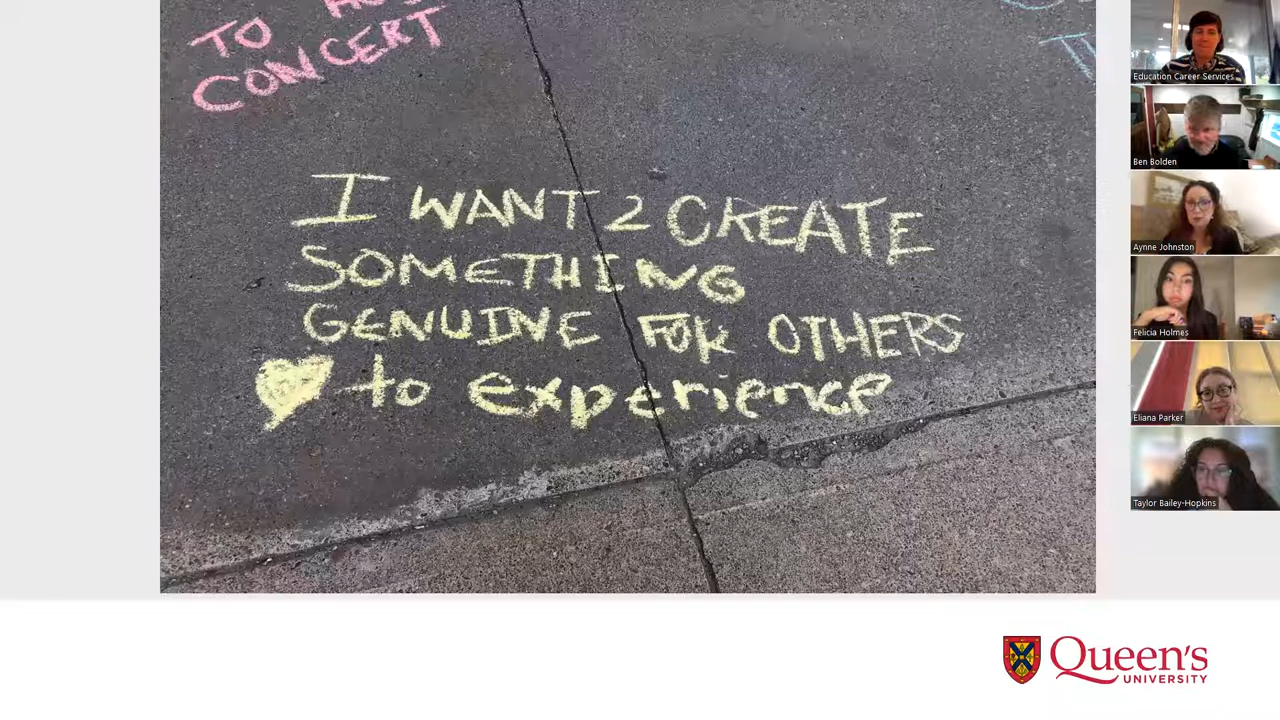 TO
CONCERT
I WANT 2 CREATE
SOMETHING
GENUINE FOR OTHERS
to experience
Education Career Services
Ben Bolden
Aynne Johnston
Felicia Holmes
Eliana Parker
Taylor Bailey-Hopkins
Queen's
UNIVERSITY